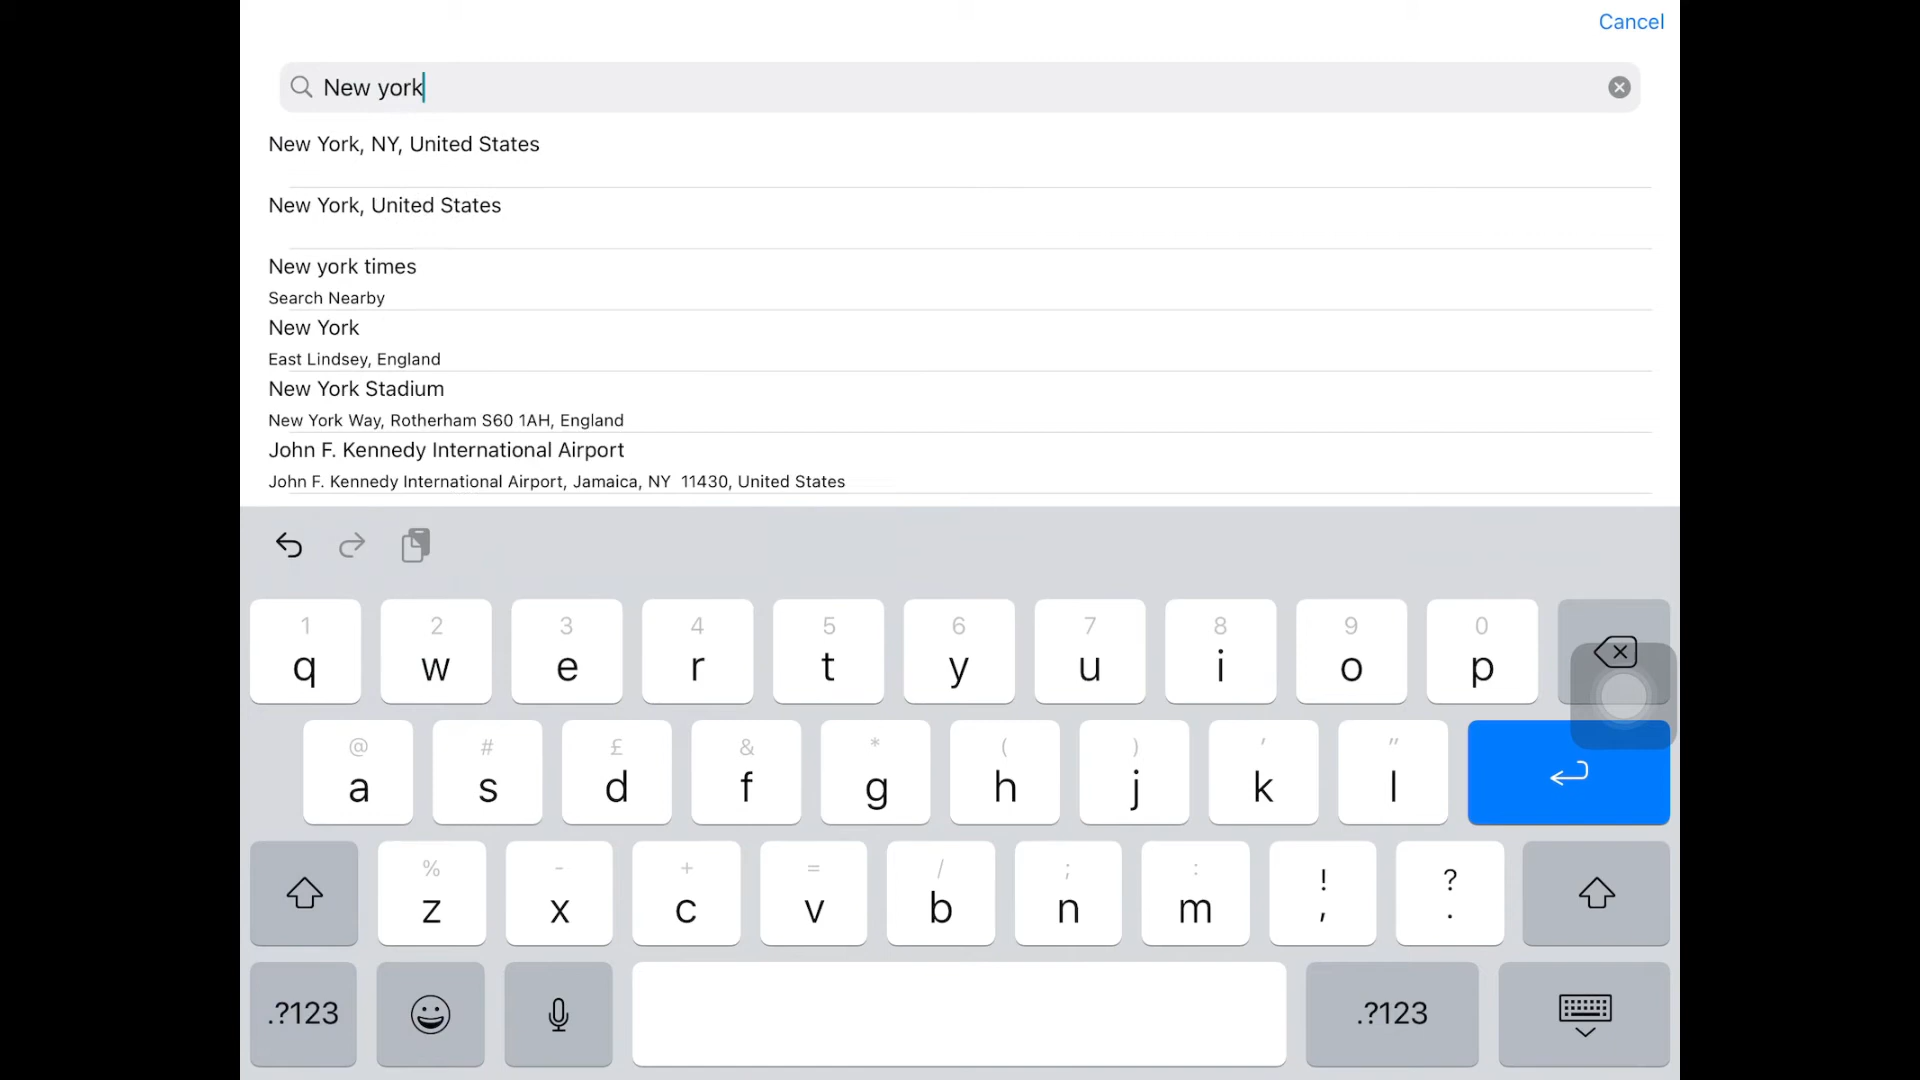 Cancel
New york
New York, NY, United States
New York, United States
New york times
Search Nearby
New York
East Lindsey, England
New York Stadium
New York Way, Rotherham S60 1AH, England
John F. Kennedy International Airport
John F. Kennedy International Airport, Jamaica, NY  11430, United States
1 2 3 4 5 6 7 8 9 0
q w e r t y u i o p
@ # £ & * ( ) ' "
a s d f g h j k l
% - + = / ; : ! ?
z x c v b n m , .
.?123 .?123